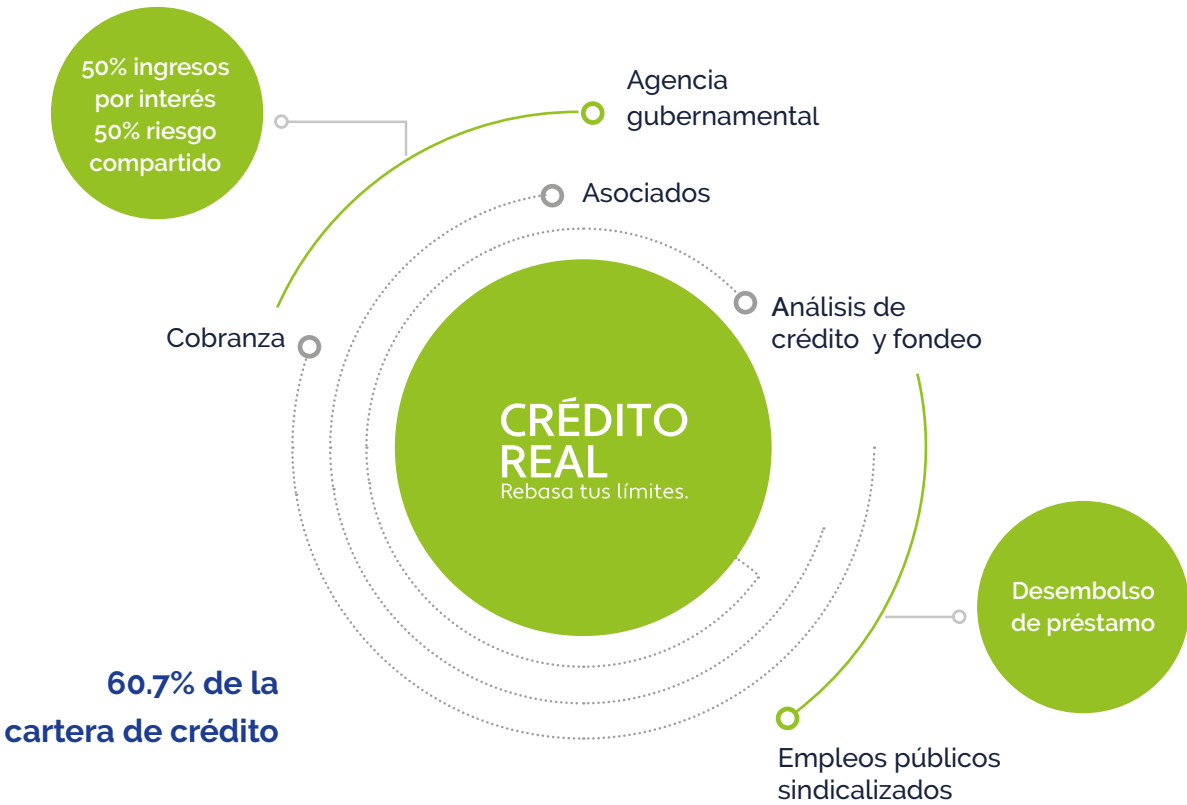 50% ingresos
por interés
50% riesgo
compartido
Agencia
gubernamental
Asociados
Análisis de
crédito y fondeo
Cobranza
CRÉDITO
REAL
Rebasa tus límites.
Desembolso
de préstamo
60.7% de la
cartera de crédito
Empleos públicos
sindicalizados